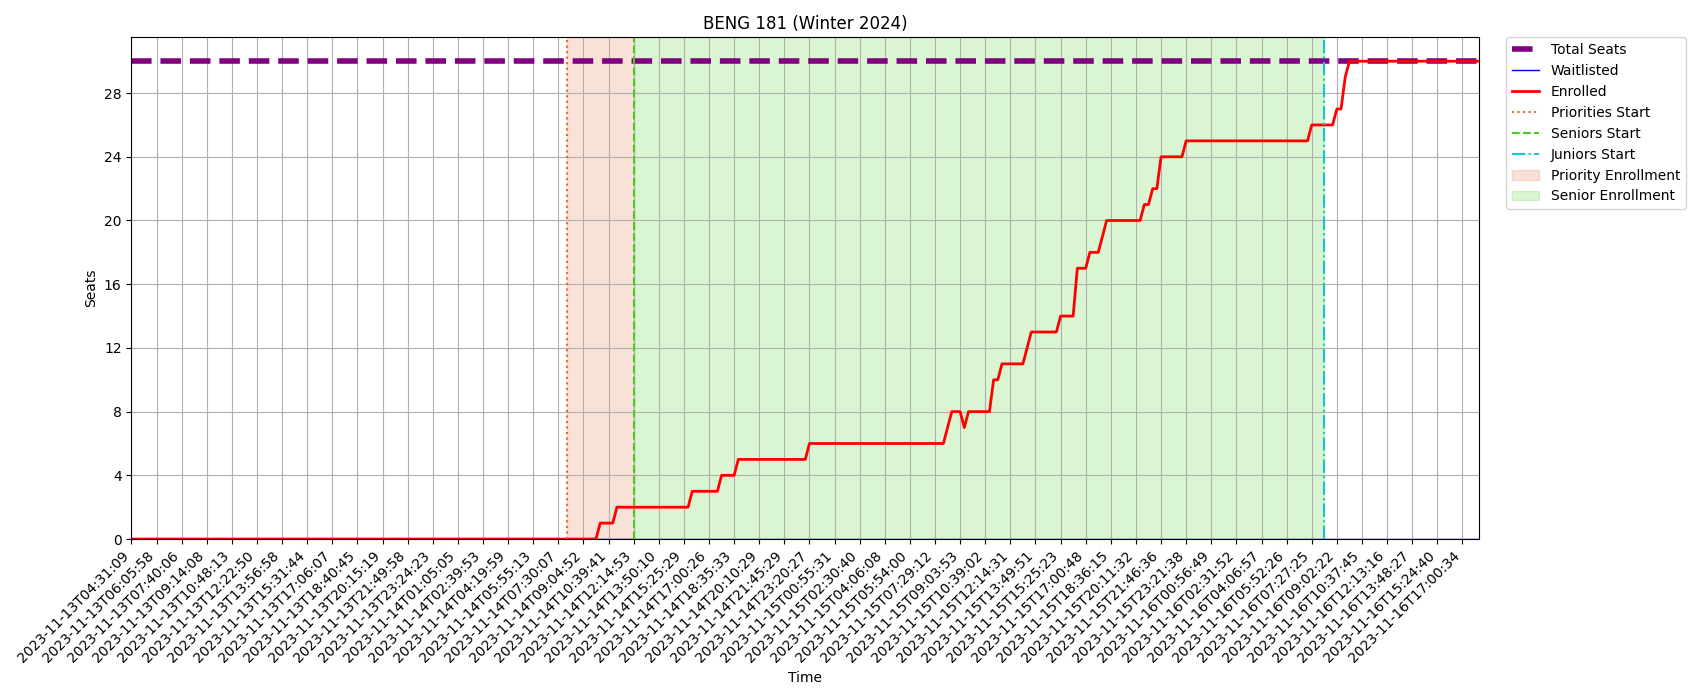 BENG 181 (Winter 2024)
Total Seats
Waitlisted
Enrolled
Priorities Start
Seniors Start
Juniors Start
Priority Enrollment
Senior Enrollment
Seats
28
24
20
16
12
8
4
0
2023-11-13T04:31:09
2023-11-13T06:05:58
2023-11-13T07:40:06
2023-11-13T09:14:08
2023-11-13T10:48:13
2023-11-13T12:22:50
2023-11-13T13:56:58
2023-11-13T15:31:44
2023-11-13T17:06:07
2023-11-13T18:40:45
2023-11-13T20:15:19
2023-11-13T21:49:58
2023-11-13T23:24:23
2023-11-14T01:05:05
2023-11-14T02:39:53
2023-11-14T04:19:59
2023-11-14T05:55:13
2023-11-14T07:30:07
2023-11-14T09:04:52
2023-11-14T10:39:41
2023-11-14T12:14:53
2023-11-14T13:50:10
2023-11-14T15:25:29
2023-11-14T17:00:26
2023-11-14T18:35:33
2023-11-14T20:10:29
2023-11-14T21:45:29
2023-11-14T23:20:27
2023-11-15T00:55:31
2023-11-15T02:30:40
2023-11-15T04:06:08
2023-11-15T05:54:00
2023-11-15T07:29:12
2023-11-15T09:03:53
2023-11-15T10:39:02
2023-11-15T12:14:31
2023-11-15T13:49:51
2023-11-15T15:25:23
2023-11-15T17:00:48
2023-11-15T18:36:15
2023-11-15T20:11:32
2023-11-15T21:46:36
2023-11-15T23:21:38
2023-11-16T00:56:49
2023-11-16T02:31:52
2023-11-16T04:06:57
2023-11-16T05:52:26
2023-11-16T07:27:25
2023-11-16T09:02:22
2023-11-16T10:37:45
2023-11-16T12:13:16
2023-11-16T13:48:27
2023-11-16T15:24:40
2023-11-16T17:00:34
Time